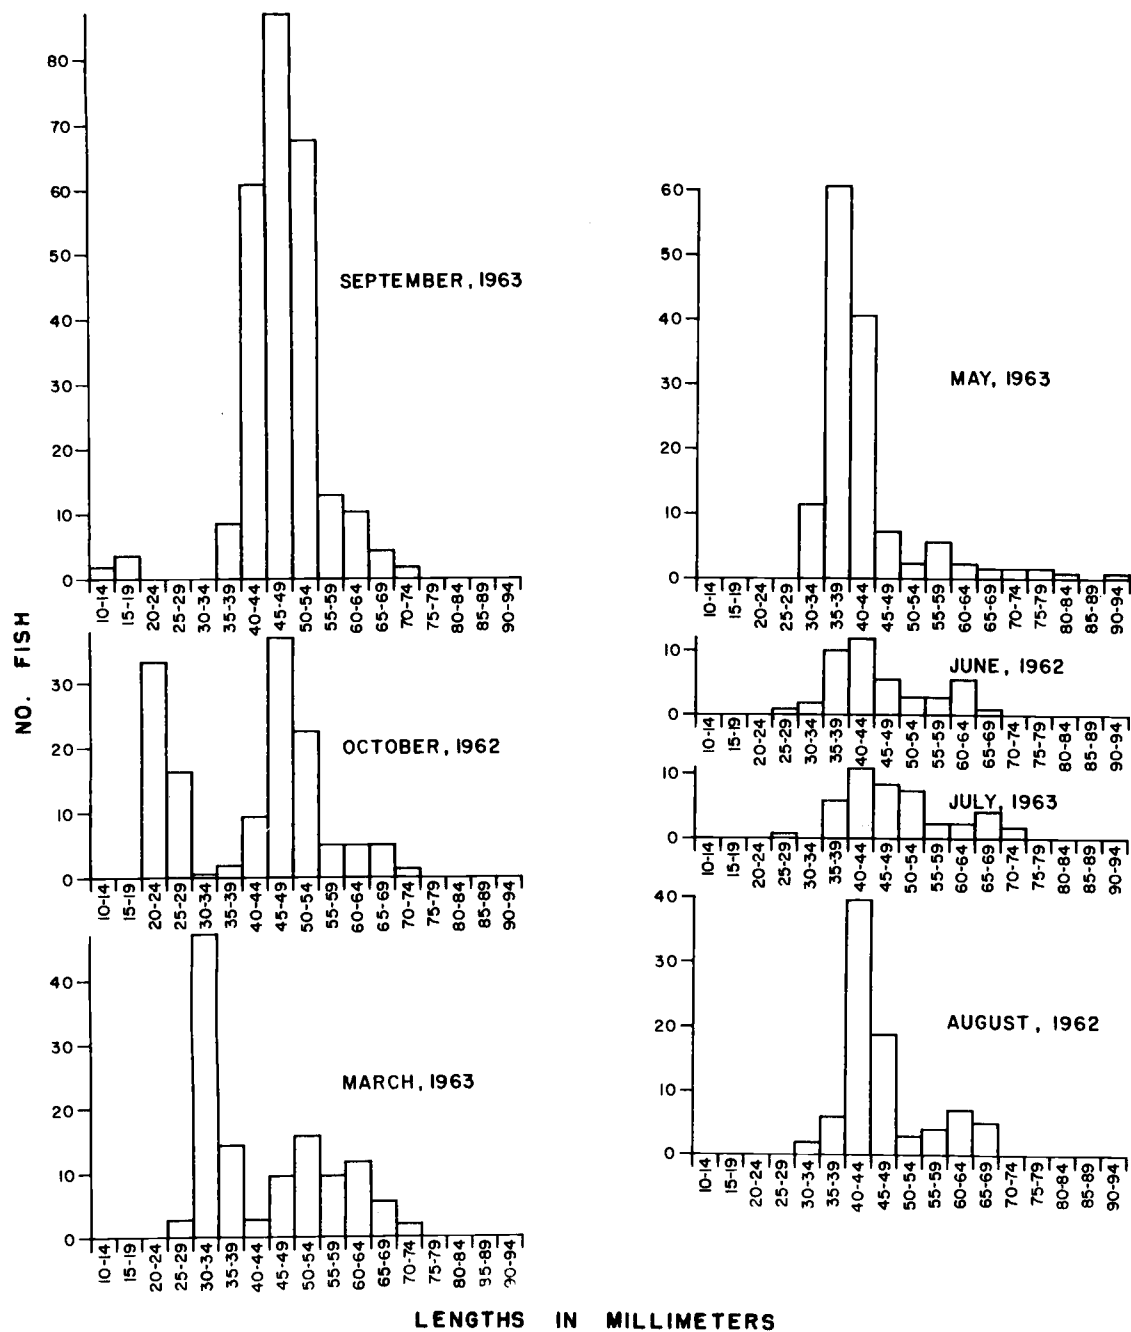 80
70
60
50
40
30
20
10
0
SEPTEMBER, 1963
10-14 15-19 20-24 25-29 30-34 35-39 40-44 45-49 50-54 55-59 60-64 65-69 70-74 75-79 80-84 85-89 90-94
NO. FISH
30
20
10
0
OCTOBER, 1962
10-14 15-19 20-24 25-29 30-34 35-39 40-44 45-49 50-54 55-59 60-64 65-69 70-74 75-79 80-84 85-89 90-94
40
30
20
10
0
MARCH, 1963
10-14 15-19 20-24 25-29 30-34 35-39 40-44 45-49 50-54 55-59 60-64 65-69 70-74 75-79 80-84 95-89 90-94
60
50
40
30
20
10
0
MAY, 1963
10-14 15-19 20-24 25-29 30-34 35-39 40-44 45-49 50-54 55-59 60-64 65-69 70-74 75-79 80-84 85-89 90-94
10
0
JUNE, 1962
10-14 15-19 20-24 25-29 30-34 35-39 40-44 45-49 50-54 55-59 60-64 65-69 70-74 75-79 80-84 85-89 90-94
10
0
JULY, 1963
10-14 15-19 20-24 25-29 30-34 35-39 40-44 45-49 50-54 55-59 60-64 65-69 70-74 75-79 80-84 85-89 90-94
40
30
20
10
0
AUGUST, 1962
10-14 15-19 20-24 25-29 30-34 35-39 40-44 45-49 50-54 55-59 60-64 65-69 70-74 75-79 80-84 85-89 90-94
LENGTHS IN MILLIMETERS